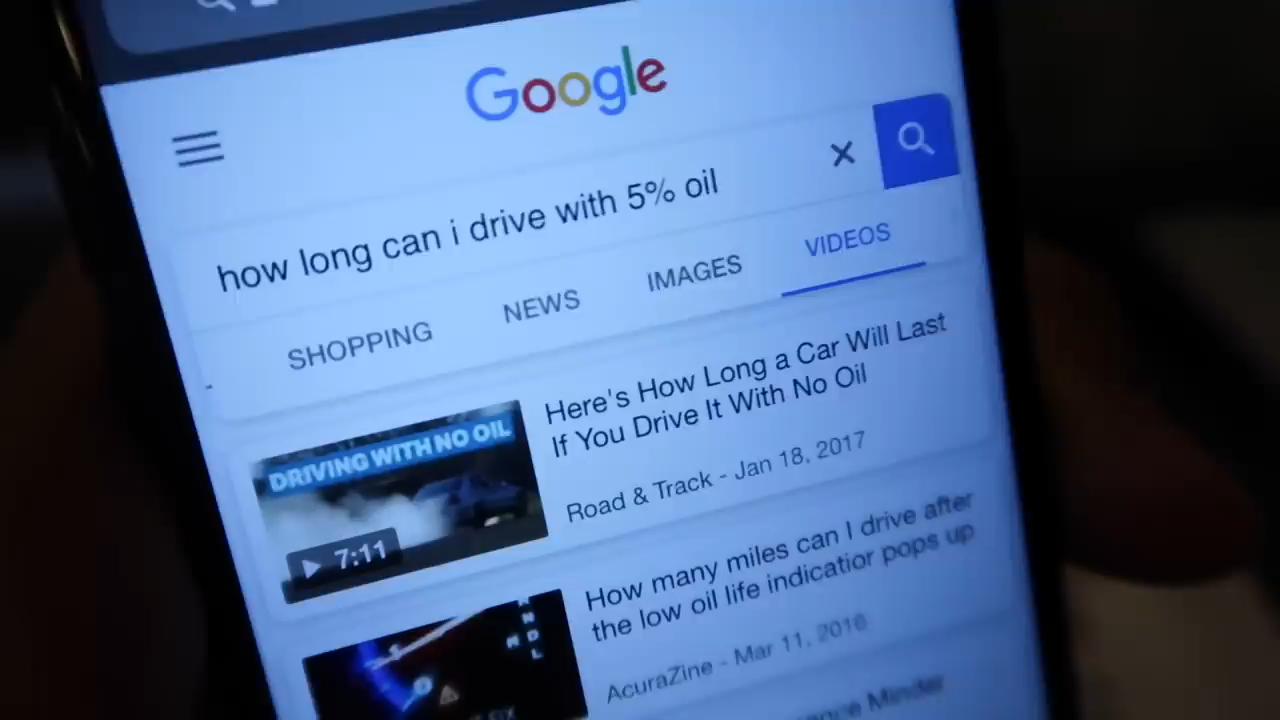 Google
how long can i drive with 5% oil
SHOPPING NEWS IMAGES VIDEOS
Here's How Long a Car Will Last
If You Drive It With No Oil
DRIVING WITH NO OIL
Road & Track - Jan 18, 2017
7:11
How many miles can I drive after
the low oil life indicatior pops up
AcuraZine - Mar 11, 2016
Minder